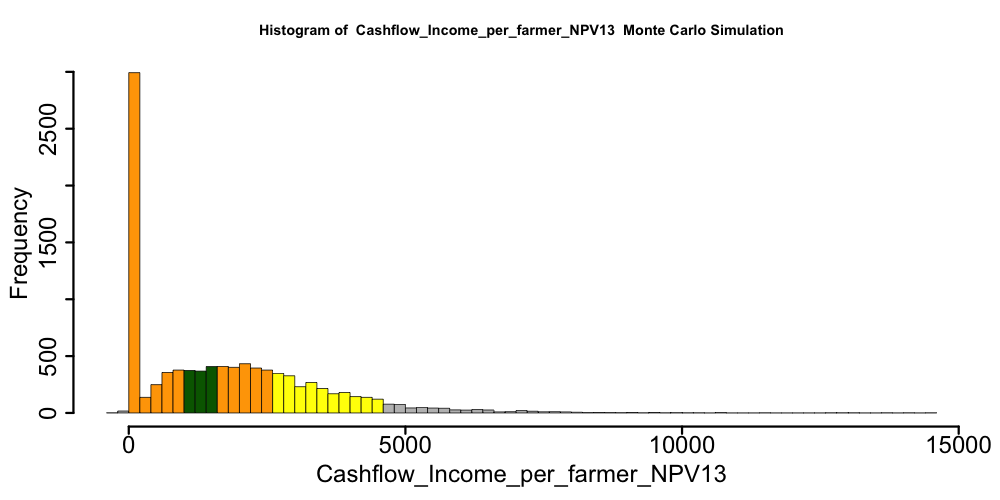 Histogram of  Cashflow_Income_per_farmer_NPV13  Monte Carlo Simulation
Frequency
2500
1500
500
0
0 5000 10000 15000
Cashflow_Income_per_farmer_NPV13